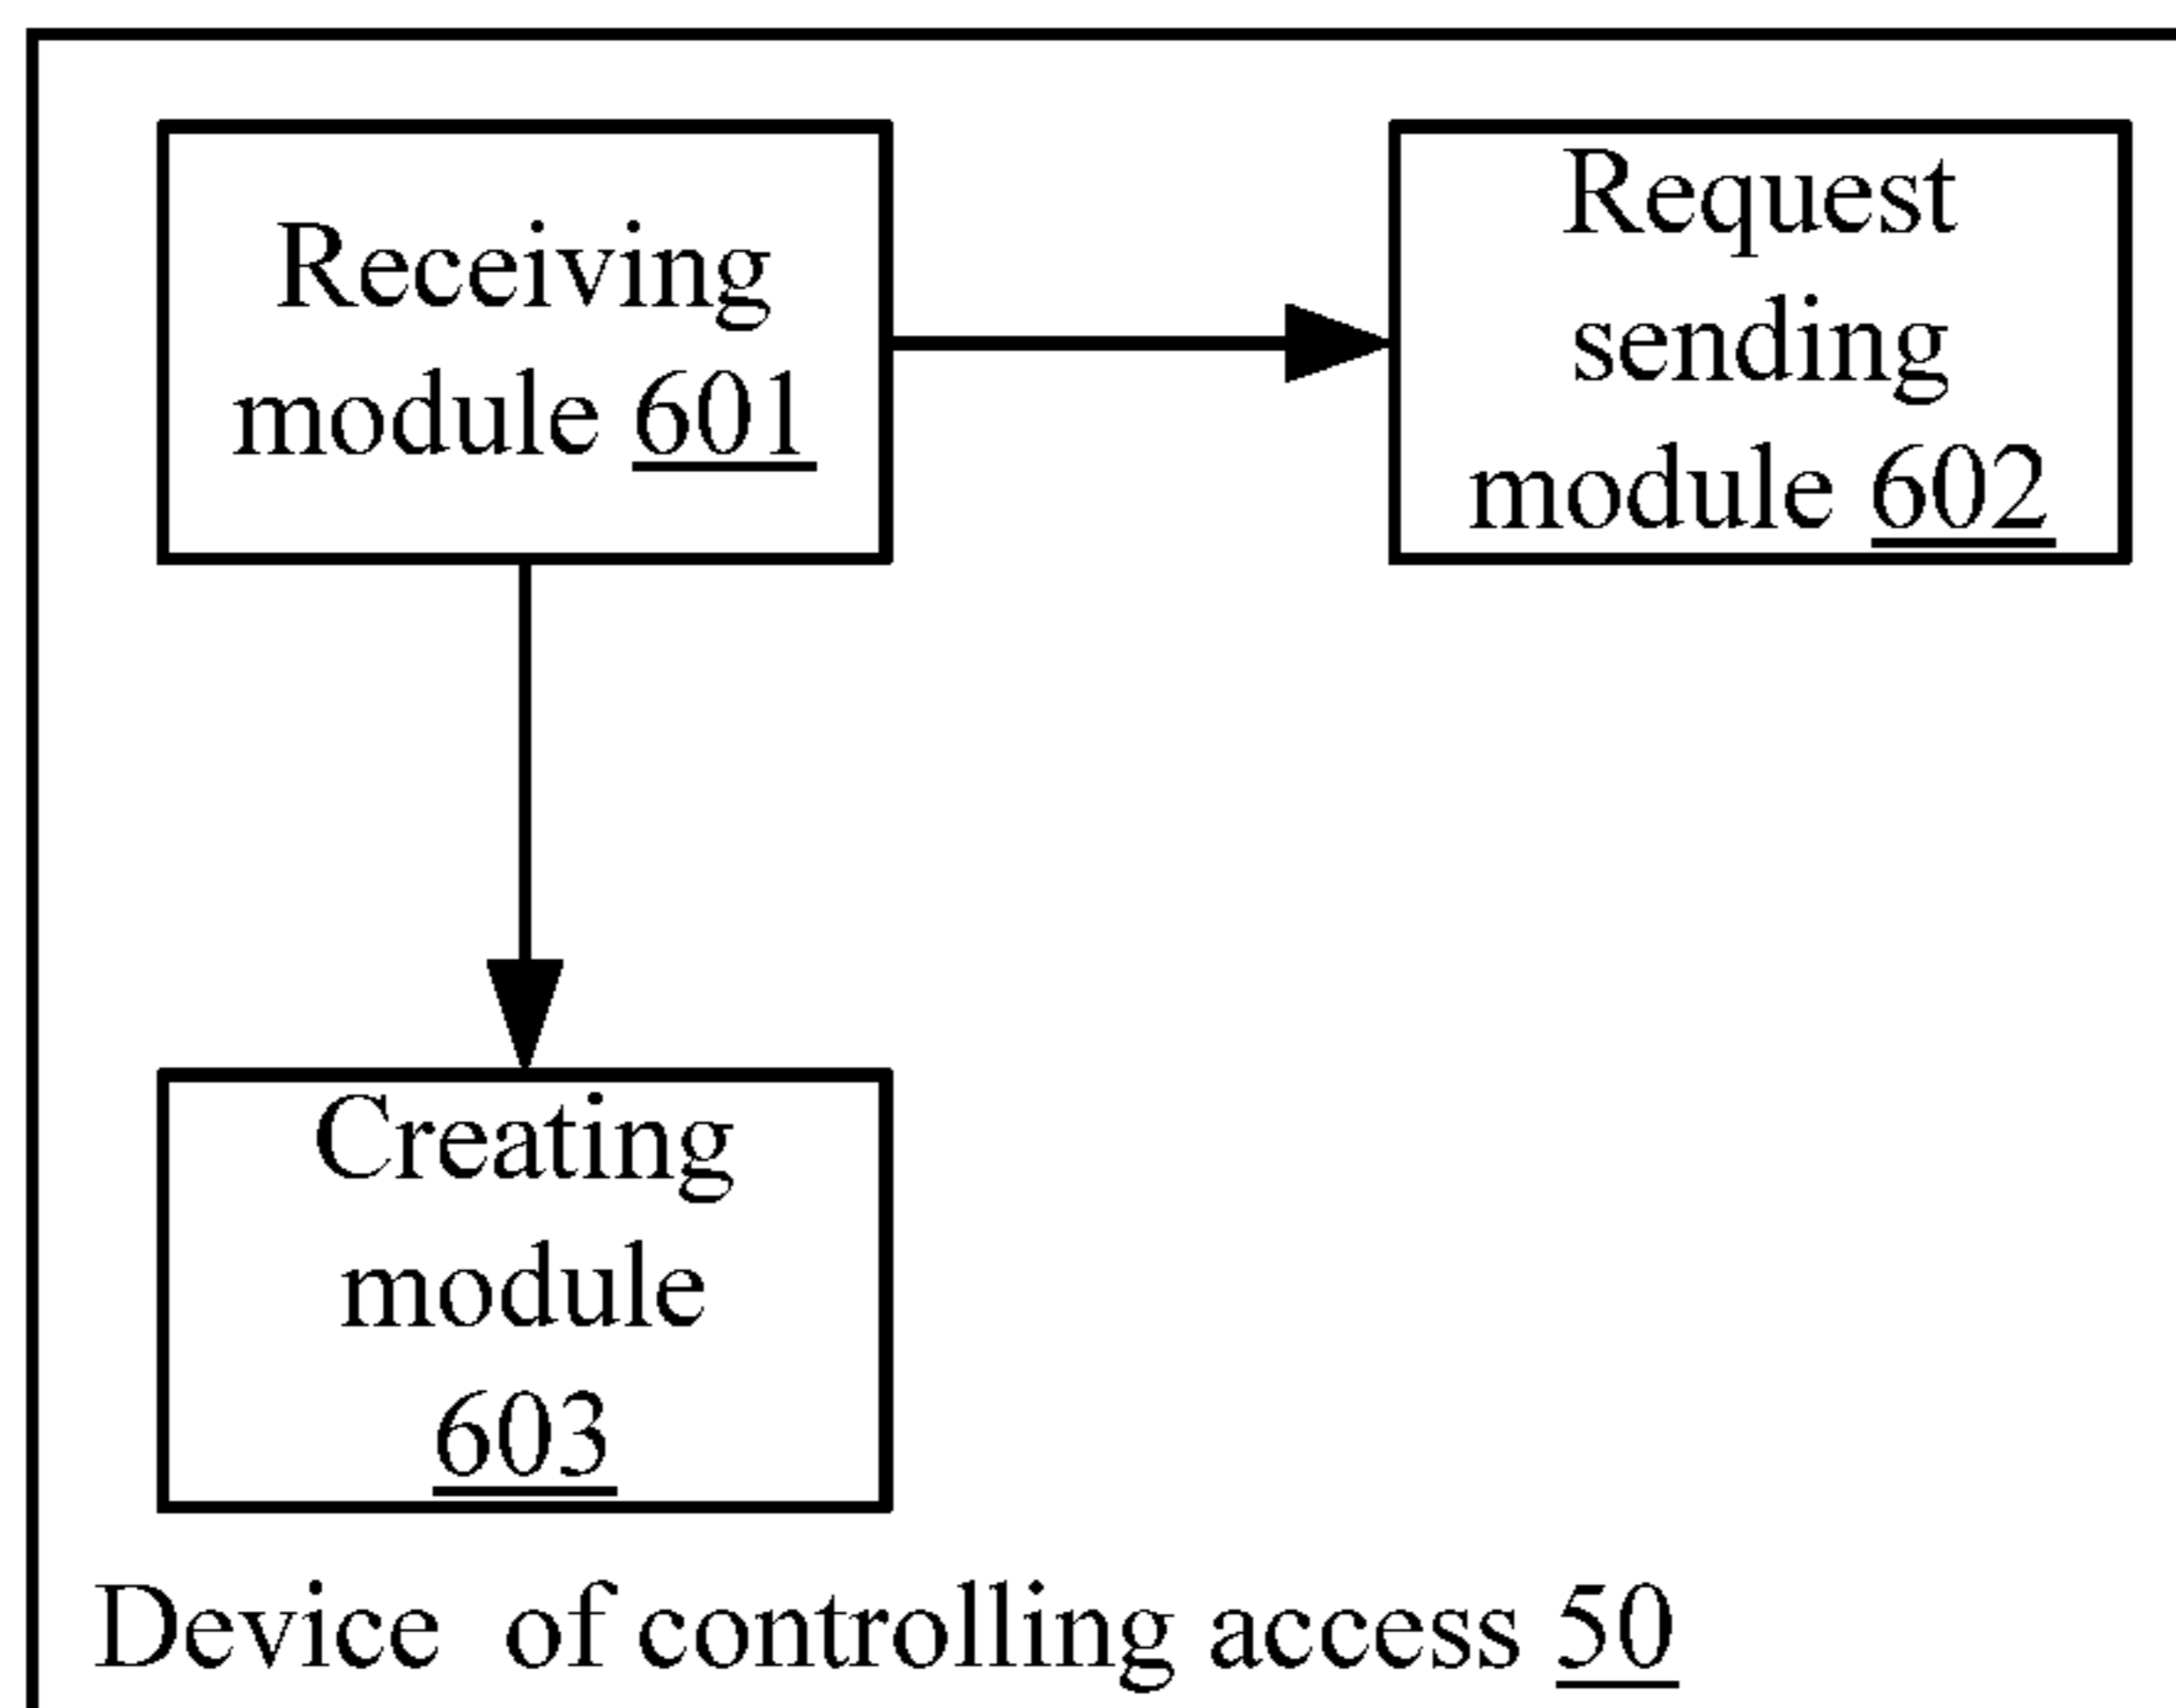 Receiving
module 601
Request
sending
module 602
Creating
module
603
Device of controlling access 50